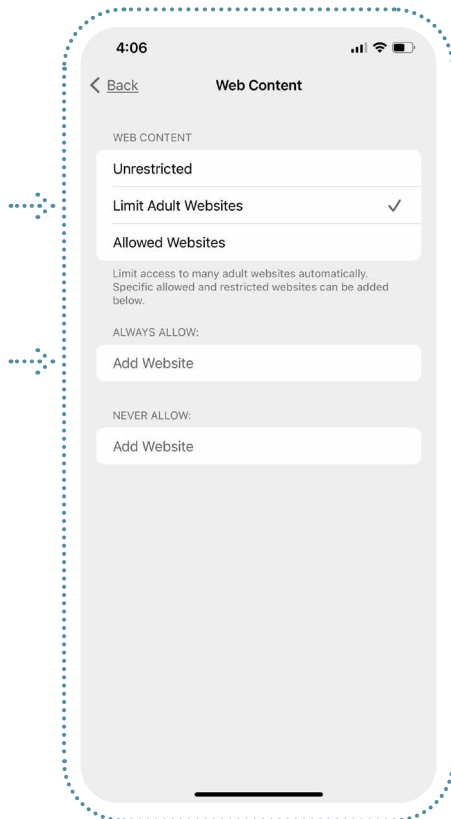 4:06
Back
Web Content
WEB CONTENT
Unrestricted
Limit Adult Websites
Allowed Websites
Limit access to many adult websites automatically.
Specific allowed and restricted websites can be added
below.
ALWAYS ALLOW:
Add Website
NEVER ALLOW:
Add Website